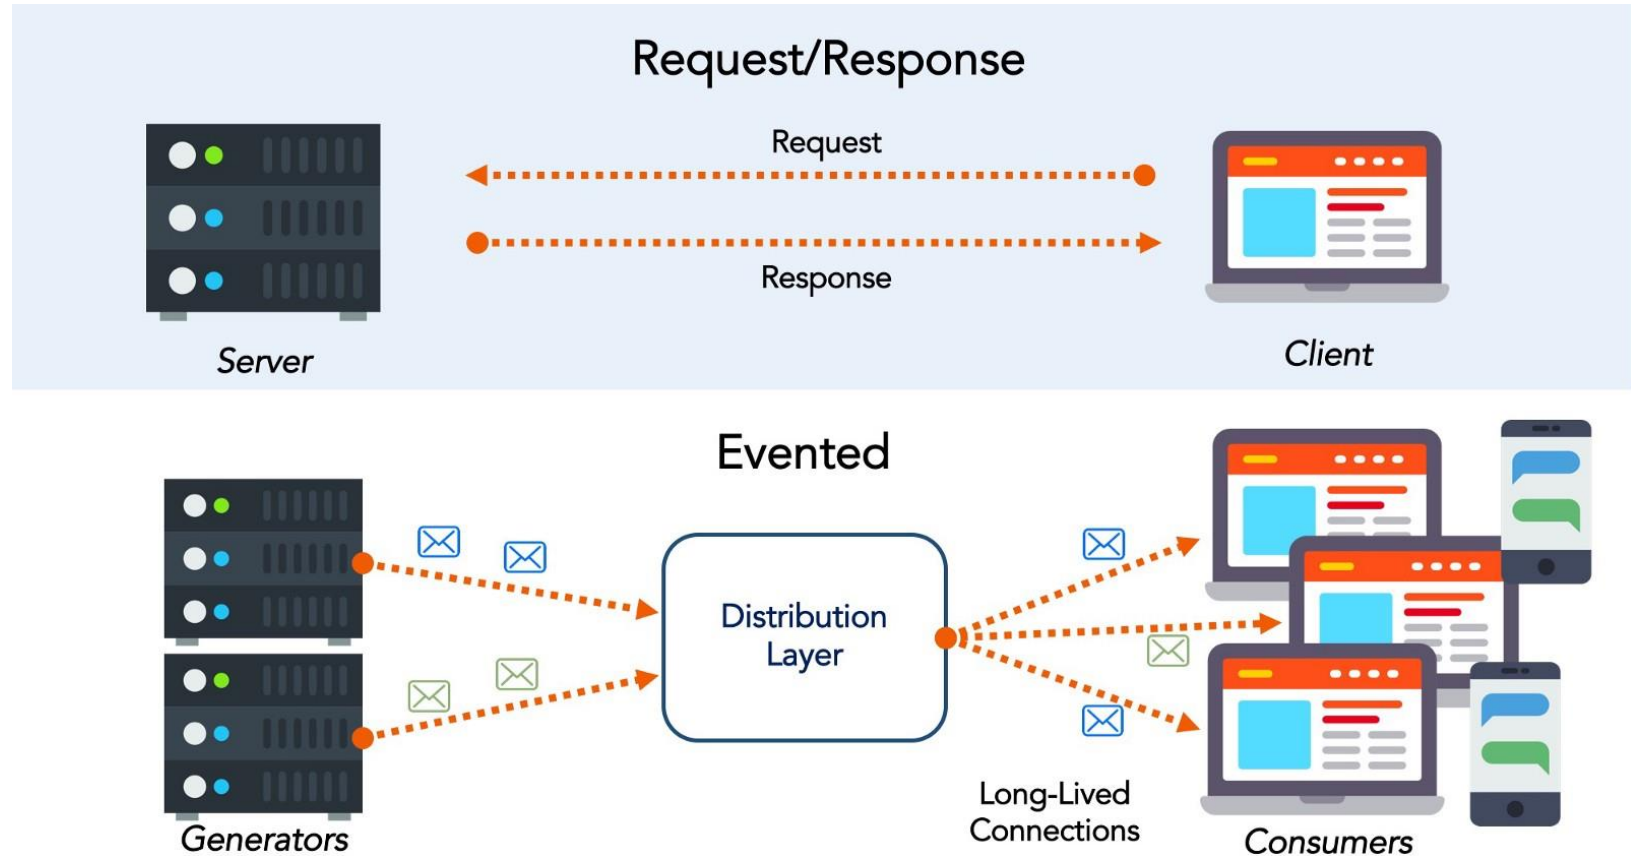 Request/Response
Request
Response
Server
Client
Evented
Distribution
Layer
Long-Lived
Connections
Generators
Consumers